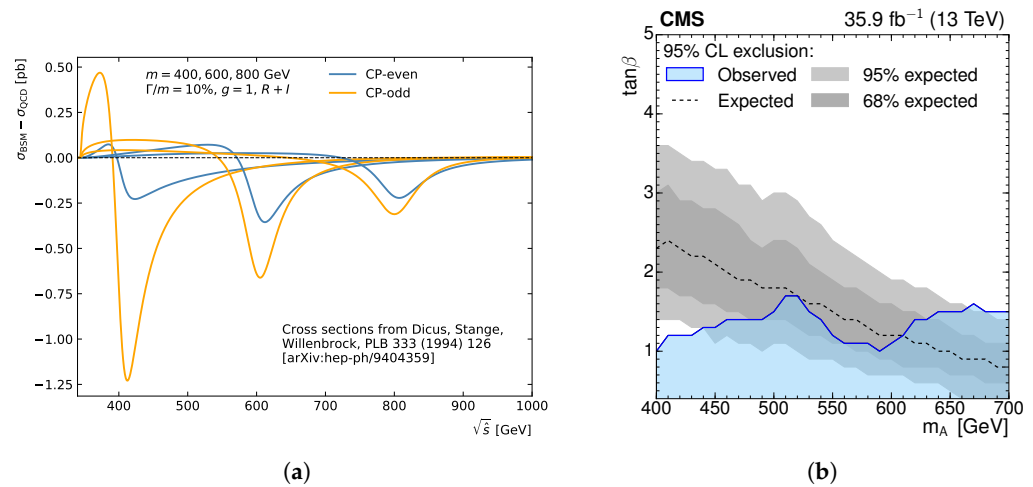 0.50
0.25
0.00
−0.25
−0.50
−0.75
−1.00
−1.25
σBSM − σQCD [pb]
m = 400, 600, 800 GeV
Γ/m = 10%, g = 1, R + I
CP-even
CP-odd
Cross sections from Dicus, Stange,
Willenbrock, PLB 333 (1994) 126
[arXiv:hep-ph/9404359]
400 500 600 700 800 900 1000
√ŝ [GeV]
(a)
CMS 35.9 fb⁻¹ (13 TeV)
tanβ
5
4
3
2
1
95% CL exclusion:
Observed 95% expected
Expected 68% expected
400 450 500 550 600 650 700
mA [GeV]
(b)